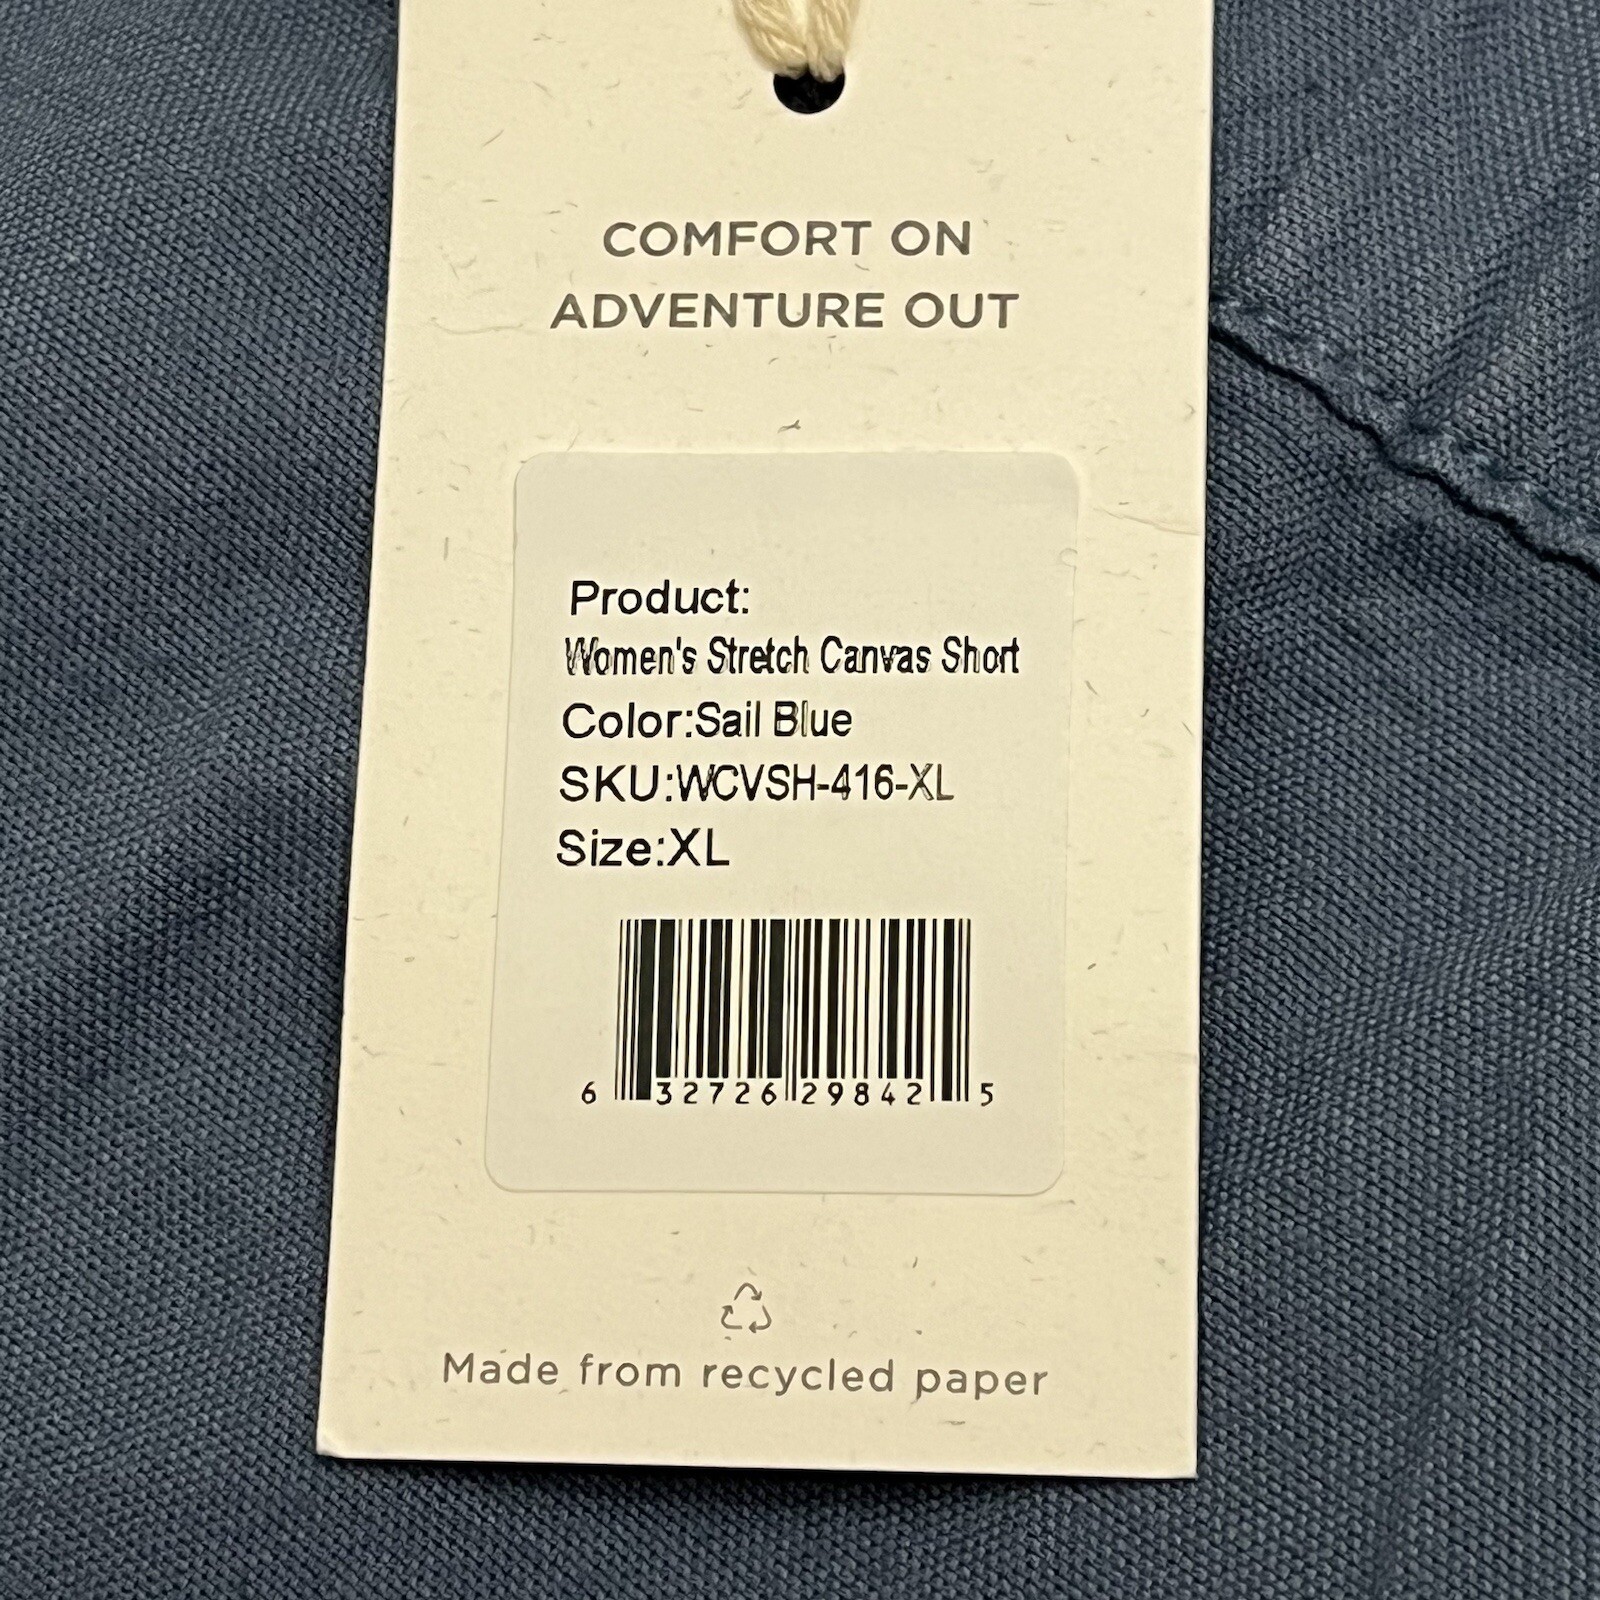 COMFORT ON
ADVENTURE OUT
Product:
Women's Stretch Canvas Short
Color:Sail Blue
SKU:WCVSH-416-XL
Size:XL
6 32726 29842 5
Made from recycled paper